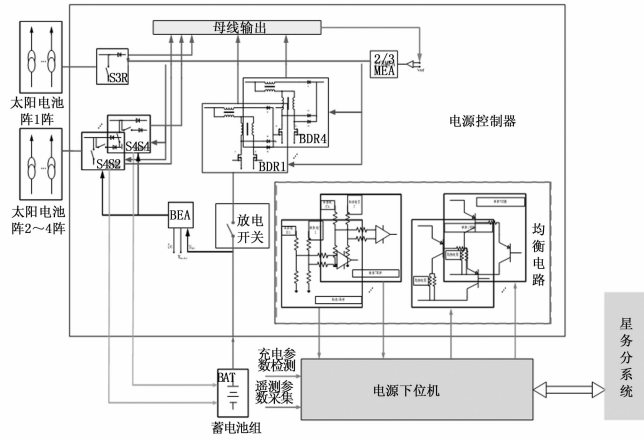 母线输出
2/3
MEA
S3R
太阳电池
阵1阵
电源控制器
BDR4
BDR1
S4S4
S4S2
太阳电池
阵2～4阵
BEA
放电
开关
均衡电路
星务分系统
充电参
数检测
遥测参
数采集
BAT
电源下位机
蓄电池组